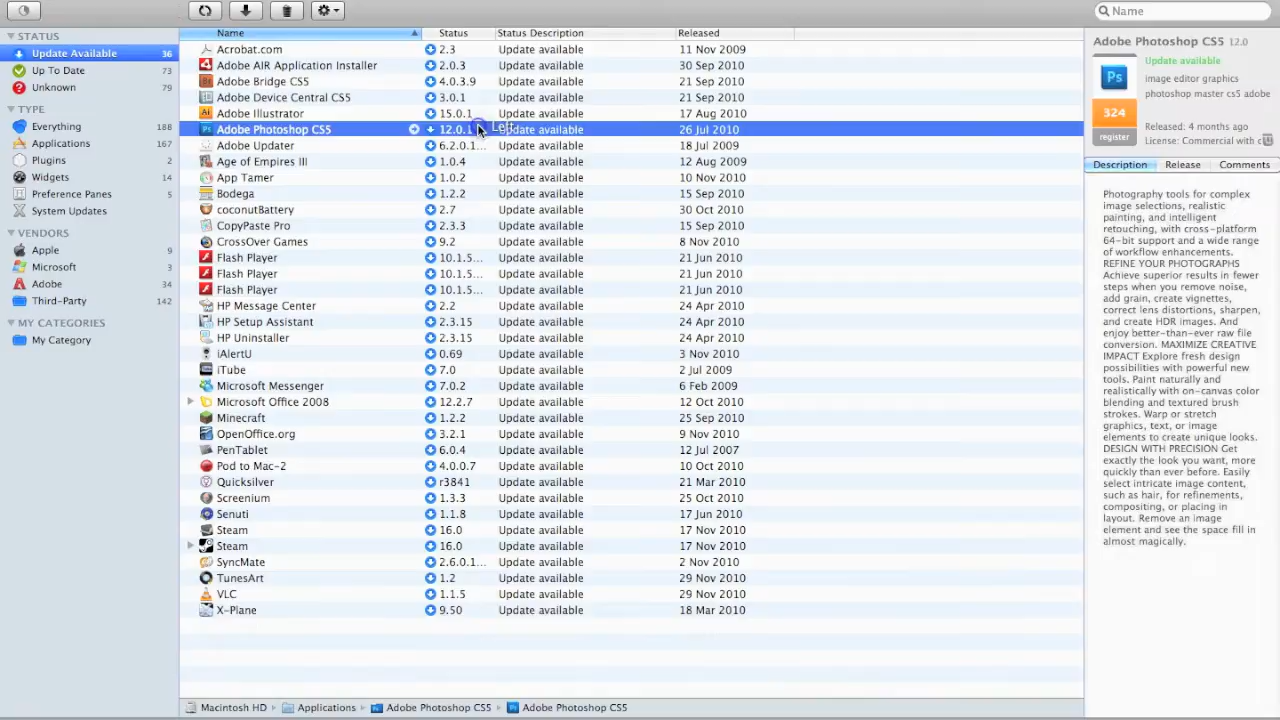 Name
STATUS
Update Available 36
Up To Date 73
Unknown 79
TYPE
Everything 188
Applications 173
Plugins 2
Widgets 14
Preference Panes 5
System Updates
VENDORS
Apple 9
Microsoft 3
Adobe 34
Third-Party 142
MY CATEGORIES
My Category
Name Status Status Description Released
Acrobat.com 2.3 Update available 11 Nov 2009
Adobe AIR Application Installer 2.0.3 Update available 30 Sep 2010
Adobe Bridge CS5 4.0.3.9 Update available 21 Sep 2010
Adobe Device Central CS5 3.0.1 Update available 21 Sep 2010
Adobe Illustrator 15.0.1 Update available 17 Aug 2010
Adobe Photoshop CS5 12.0.1 Left Update available 26 Jul 2010
Adobe Updater 6.2.0.1... Update available 18 Jul 2009
Age of Empires III 1.0.4 Update available 12 Aug 2009
App Tamer 1.0.2 Update available 10 Nov 2010
Bodega 1.2.2 Update available 15 Sep 2010
coconutBattery 2.7 Update available 30 Oct 2010
CopyPaste Pro 2.3.3 Update available 15 Sep 2010
CrossOver Games 9.2 Update available 8 Nov 2010
Flash Player 10.1.5... Update available 21 Jun 2010
Flash Player 10.1.5... Update available 21 Jun 2010
Flash Player 10.1.5... Update available 21 Jun 2010
HP Message Center 2.2 Update available 24 Apr 2010
HP Setup Assistant 2.3.15 Update available 24 Apr 2010
HP Uninstaller 2.3.15 Update available 24 Apr 2010
iAlertU 0.69 Update available 3 Nov 2010
iTube 7.0 Update available 2 Jul 2009
Microsoft Messenger 7.0.2 Update available 6 Feb 2009
Microsoft Office 2008 12.2.7 Update available 12 Oct 2010
Minecraft 1.2.2 Update available 25 Sep 2010
OpenOffice.org 3.2.1 Update available 9 Nov 2010
PenTablet 6.0.4 Update available 12 Jul 2007
Pod to Mac-2 4.0.0.7 Update available 10 Oct 2010
Quicksilver r3841 Update available 21 Mar 2010
Screenium 1.3.3 Update available 25 Oct 2010
Senuti 1.1.8 Update available 17 Jun 2010
Steam 16.0 Update available 17 Nov 2010
Steam 16.0 Update available 17 Nov 2010
SyncMate 2.6.0.1... Update available 2 Nov 2010
TunesArt 1.2 Update available 29 Nov 2010
VLC 1.1.5 Update available 29 Nov 2010
X-Plane 9.50 Update available 18 Mar 2010
Macintosh HD Applications Adobe Photoshop CS5 Adobe Photoshop CS5
Adobe Photoshop CS5 12.0
Ps
324
register
Update available
image editor graphics
photoshop master cs5 adobe
Released: 4 months ago
License: Commercial with
Description Release Comments
Photography tools for complex
image selections, realistic
painting, and intelligent
retouching, with cross-platform
64-bit support and a wide range
of workflow enhancements.
REFINE YOUR PHOTOGRAPHS
Achieve superior results in fewer
steps when you remove noise,
add grain, create vignettes,
correct lens distortions, sharpen,
and create HDR images. And
enjoy better-than-ever raw file
conversion. MAXIMIZE CREATIVE
IMPACT Explore fresh design
possibilities with powerful new
tools. Paint naturally and
realistically with on-canvas color
blending and textured brush
strokes. Warp or stretch
graphics, text, or image
elements to create unique looks.
DESIGN WITH PRECISION Get
exactly the look you want, more
quickly than ever before. Easily
select intricate image content,
such as hair, for refinements,
compositing, or placing in
layout. Remove an image
element and see the space fill in
almost magically.